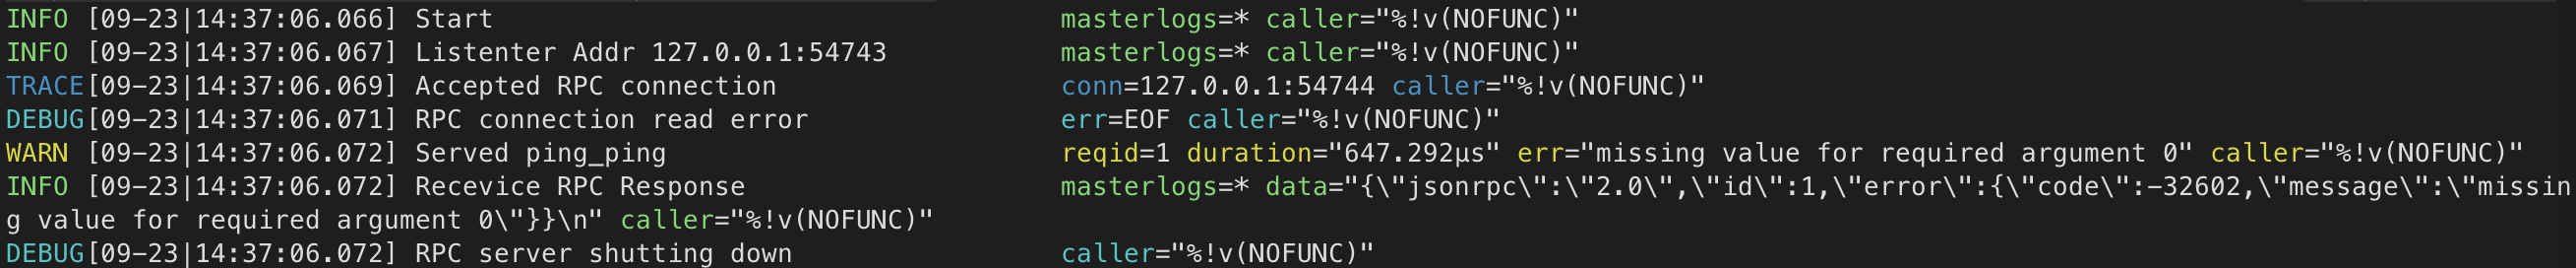 INFO [09-23|14:37:06.066] Start masterlogs=* caller="%!v(NOFUNC)"
INFO [09-23|14:37:06.067] Listenter Addr 127.0.0.1:54743 masterlogs=* caller="%!v(NOFUNC)"
TRACE[09-23|14:37:06.069] Accepted RPC connection conn=127.0.0.1:54744 caller="%!v(NOFUNC)"
DEBUG[09-23|14:37:06.071] RPC connection read error err=EOF caller="%!v(NOFUNC)"
WARN [09-23|14:37:06.072] Served ping_ping reqid=1 duration="647.292µs" err="missing value for required argument 0" caller="%!v(NOFUNC)"
INFO [09-23|14:37:06.072] Recevice RPC Response masterlogs=* data="{\"jsonrpc\":\"2.0\",\"id\":1,\"error\":{\"code\":-32602,\"message\":\"missin
g value for required argument 0\"}}\n" caller="%!v(NOFUNC)"
DEBUG[09-23|14:37:06.072] RPC server shutting down caller="%!v(NOFUNC)"